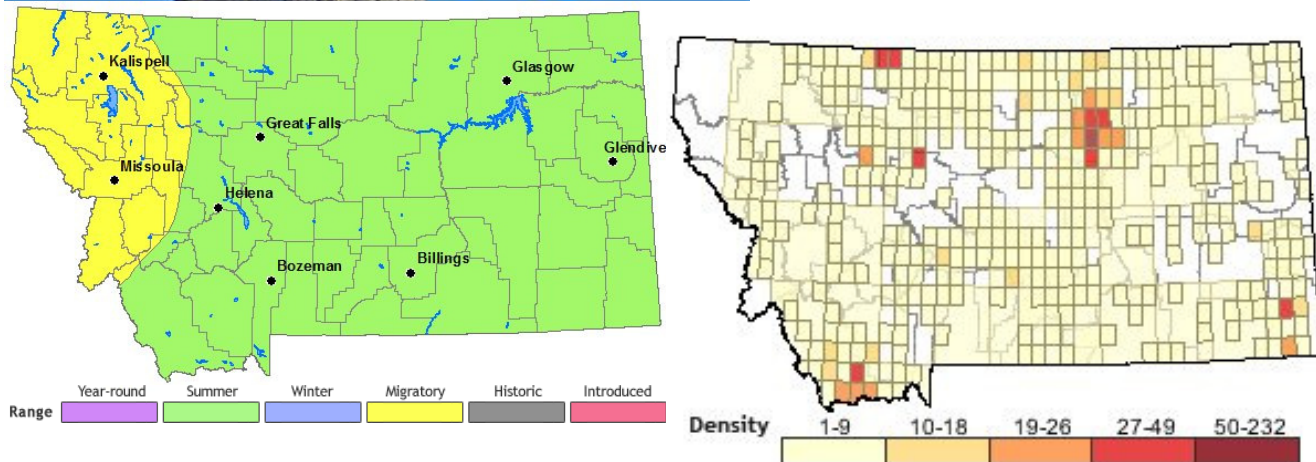 Kalispell
Glasgow
Great Falls
Glendive
Missoula
Helena
Bozeman
Billings
Range Year-round Summer Winter Migratory Historic Introduced
Density 1-9 10-18 19-26 27-49 50-232